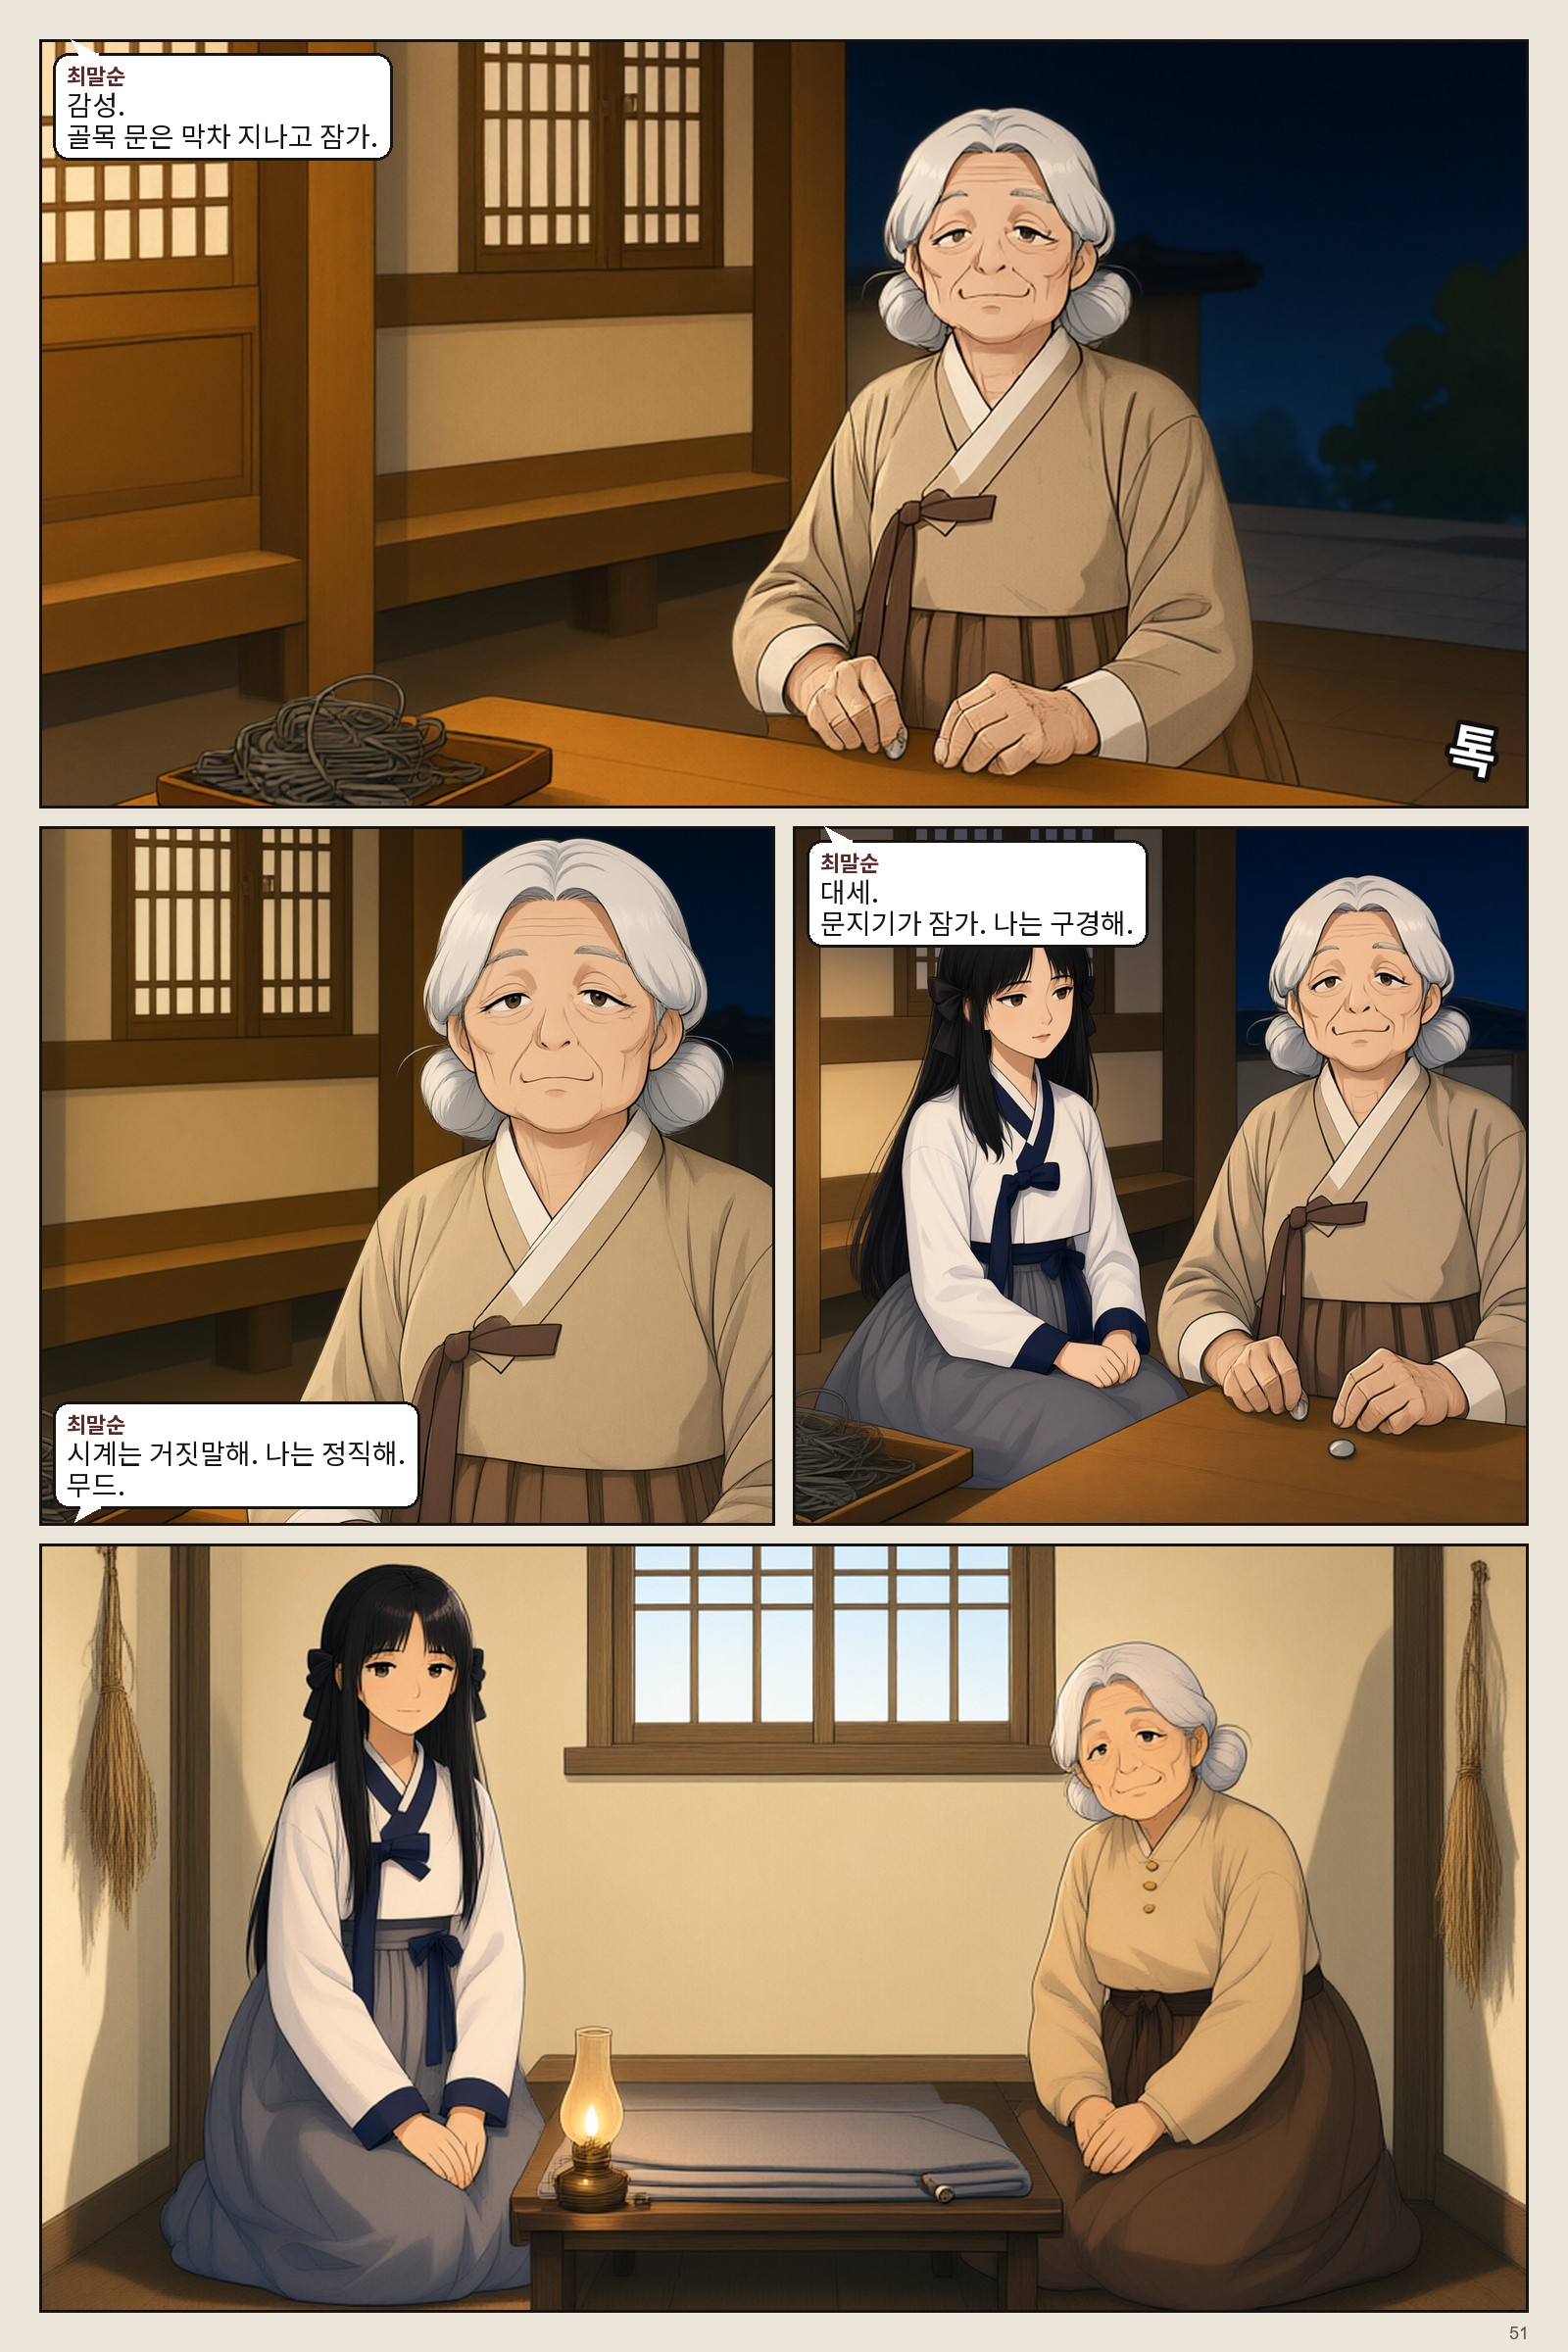 최말순
감성.
골목 문은 막차 지나고 잠가.
톡
최말순
시계는 거짓말해. 나는 정직해.
무드.
최말순
대세.
문지기가 잠가. 나는 구경해.
51